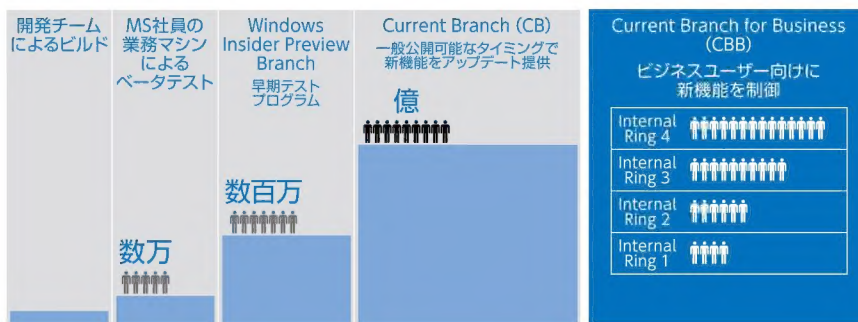 開発チーム
によるビルド
MS社員の
業務マシン
による
ベータテスト
数万
Windows
Insider Preview
Branch
早期テスト
プログラム
数百万
Current Branch (CB)
一般公開可能なタイミングで
新機能をアップデート提供
億
Current Branch for Business
(CBB)
ビジネスユーザー向けに
新機能を制御
Internal
Ring 4
Internal
Ring 3
Internal
Ring 2
Internal
Ring 1